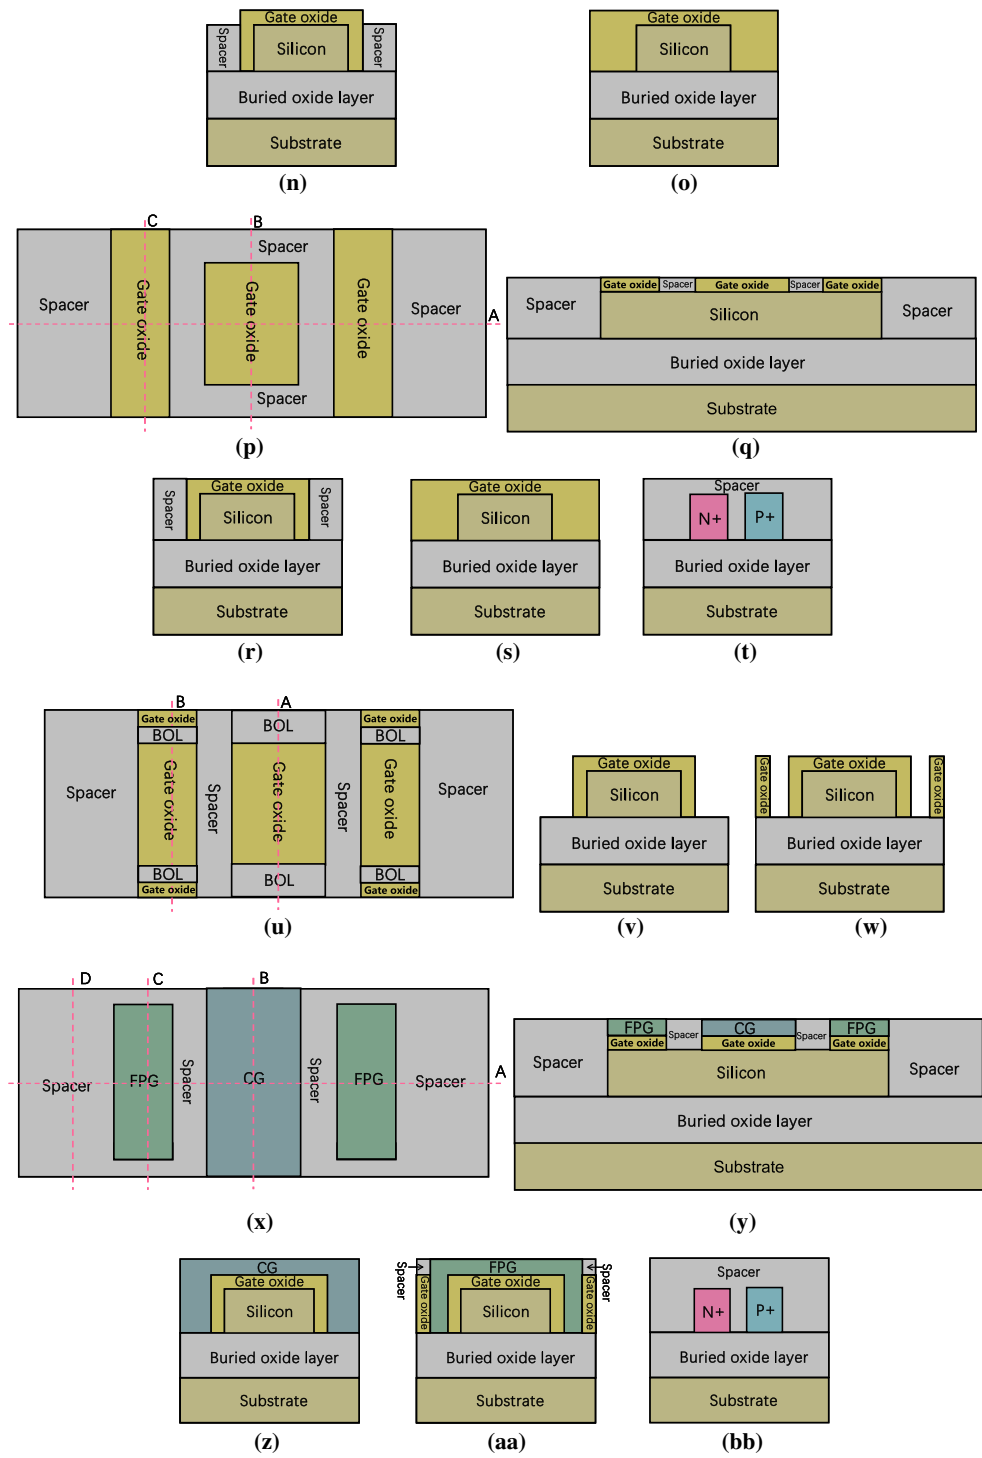 Gate oxide
Spacer
Silicon
Spacer
Buried oxide layer
Substrate
(n)
Gate oxide
Silicon
Buried oxide layer
Substrate
(o)
C
B
Spacer
Spacer
Gate oxide
Gate oxide
Gate oxide
Spacer
A
Spacer
(p)
Spacer
Gate oxide
Spacer
Gate oxide
Spacer
Gate oxide
Spacer
Silicon
Buried oxide layer
Substrate
(q)
Spacer
Gate oxide
Silicon
Spacer
Buried oxide layer
Substrate
(r)
Gate oxide
Silicon
Buried oxide layer
Substrate
(s)
Spacer
N+
P+
Buried oxide layer
Substrate
(t)
B
A
Gate oxide
BOL
Gate oxide
BOL
BOL
Spacer
Gate oxide
Spacer
Gate oxide
Spacer
Gate oxide
Spacer
BOL
Gate oxide
BOL
BOL
Gate oxide
(u)
Gate oxide
Silicon
Buried oxide layer
Substrate
(v)
Gate oxide
Gate oxide
Silicon
Gate oxide
Buried oxide layer
Substrate
(w)
D
C
B
Spacer
FPG
Spacer
CG
Spacer
FPG
Spacer
A
(x)
FPG
Spacer
CG
Spacer
FPG
Gate oxide
Gate oxide
Gate oxide
Spacer
Silicon
Spacer
Buried oxide layer
Substrate
(y)
CG
Gate oxide
Silicon
Buried oxide layer
Substrate
(z)
Spacer
FPG
Spacer
Gate oxide
Gate oxide
Silicon
Gate oxide
Buried oxide layer
Substrate
(aa)
Spacer
N+
P+
Buried oxide layer
Substrate
(bb)